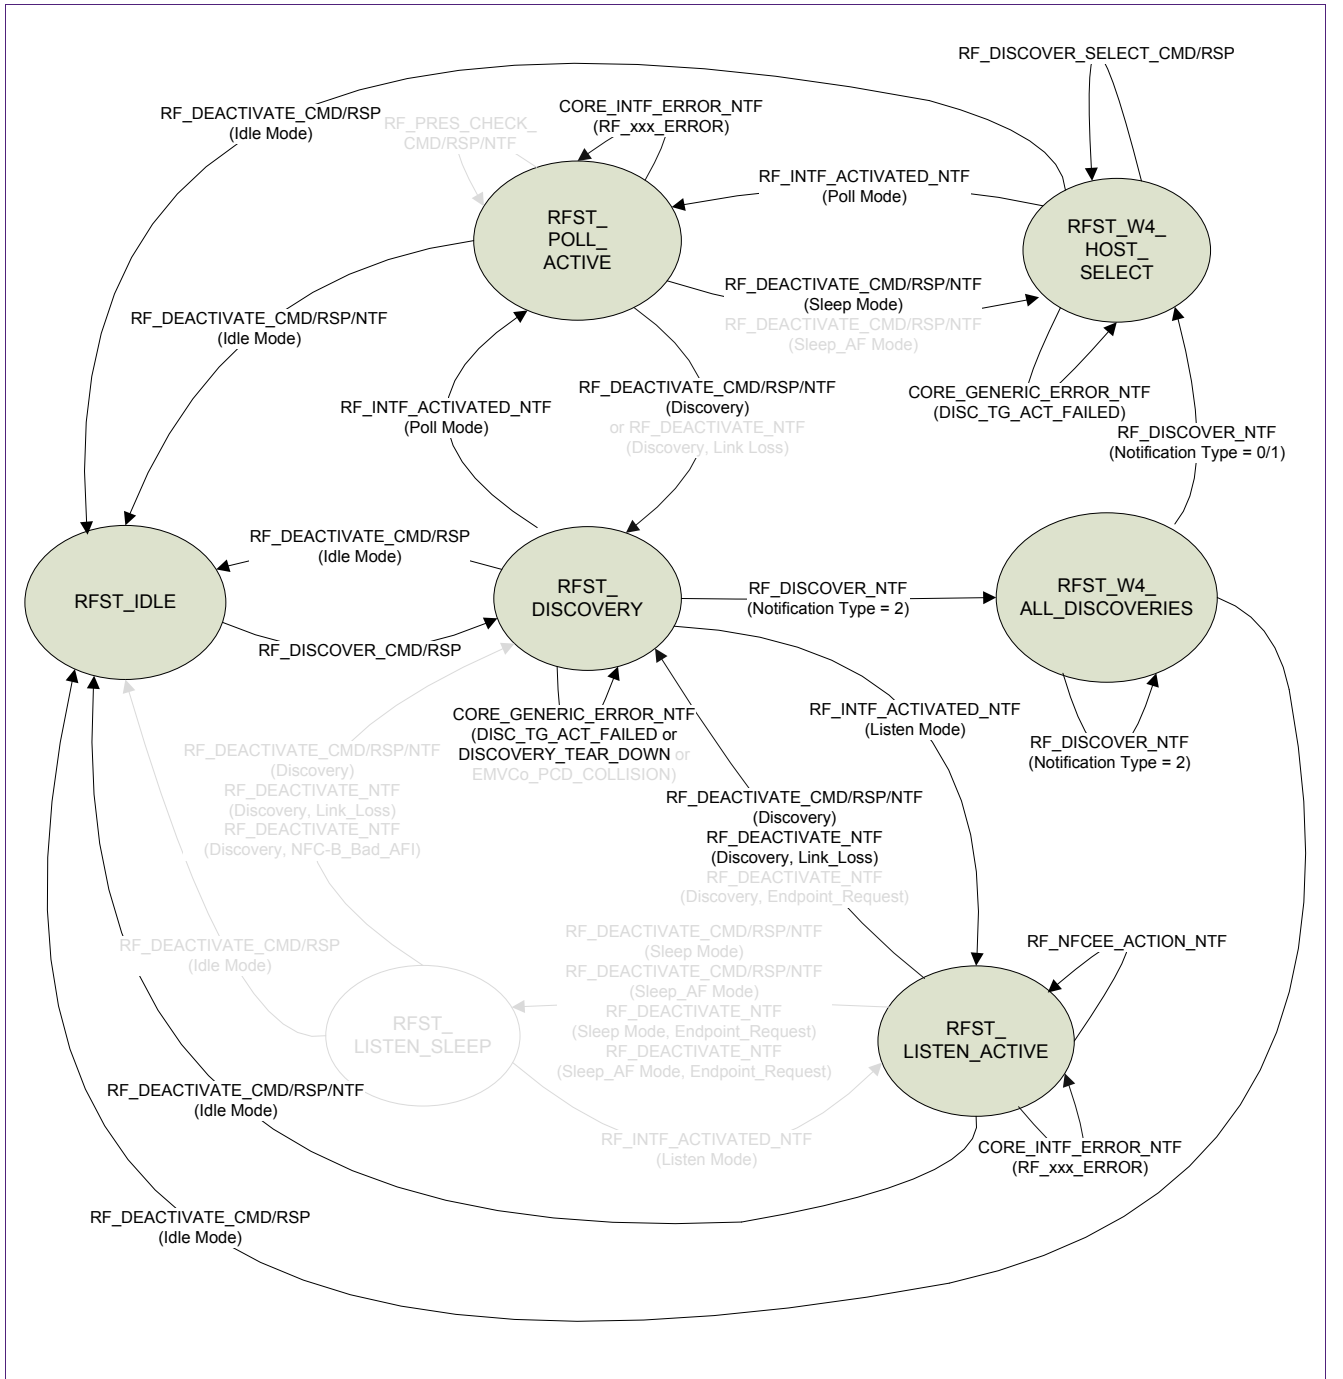 RF_DISCOVER_SELECT_CMD/RSP
RF_DEACTIVATE_CMD/RSP
(Idle Mode)
RF_PRES_CHECK_
CMD/RSP/NTF
CORE_INTF_ERROR_NTF
(RF_xxx_ERROR)
RF_INTF_ACTIVATED_NTF
(Poll Mode)
RFST_
POLL_
ACTIVE
RFST_W4_
HOST_
SELECT
RF_DEACTIVATE_CMD/RSP/NTF
(Sleep Mode)
RF_DEACTIVATE_CMD/RSP/NTF
(Sleep_AF Mode)
RF_DEACTIVATE_CMD/RSP/NTF
(Idle Mode)
RF_INTF_ACTIVATED_NTF
(Poll Mode)
RF_DEACTIVATE_CMD/RSP/NTF
(Discovery)
or RF_DEACTIVATE_NTF
(Discovery, Link Loss)
CORE_GENERIC_ERROR_NTF
(DISC_TG_ACT_FAILED)
RF_DISCOVER_NTF
(Notification Type = 0/1)
RF_DEACTIVATE_CMD/RSP
(Idle Mode)
RFST_IDLE
RFST_
DISCOVERY
RF_DISCOVER_NTF
(Notification Type = 2)
RFST_W4_
ALL_DISCOVERIES
RF_DISCOVER_CMD/RSP
CORE_GENERIC_ERROR_NTF
(DISC_TG_ACT_FAILED or
DISCOVERY_TEAR_DOWN or
EMVCo_PCD_COLLISION)
RF_INTF_ACTIVATED_NTF
(Listen Mode)
RF_DISCOVER_NTF
(Notification Type = 2)
RF_DEACTIVATE_CMD/RSP/NTF
(Discovery)
RF_DEACTIVATE_NTF
(Discovery, Link_Loss)
RF_DEACTIVATE_NTF
(Discovery, NFC-B_Bad_AFI)
RF_DEACTIVATE_CMD/RSP/NTF
(Discovery)
RF_DEACTIVATE_NTF
(Discovery, Link_Loss)
RF_DEACTIVATE_NTF
(Discovery, Endpoint_Request)
RF_DEACTIVATE_CMD/RSP
(Idle Mode)
RF_DEACTIVATE_CMD/RSP/NTF
(Sleep Mode)
RF_DEACTIVATE_CMD/RSP/NTF
(Sleep_AF Mode)
RF_DEACTIVATE_NTF
(Sleep Mode, Endpoint_Request)
RF_DEACTIVATE_NTF
(Sleep_AF Mode, Endpoint_Request)
RF_NFCEE_ACTION_NTF
RFST_
LISTEN_SLEEP
RFST_
LISTEN_ACTIVE
RF_DEACTIVATE_CMD/RSP/NTF
(Idle Mode)
RF_INTF_ACTIVATED_NTF
(Listen Mode)
CORE_INTF_ERROR_NTF
(RF_xxx_ERROR)
RF_DEACTIVATE_CMD/RSP
(Idle Mode)